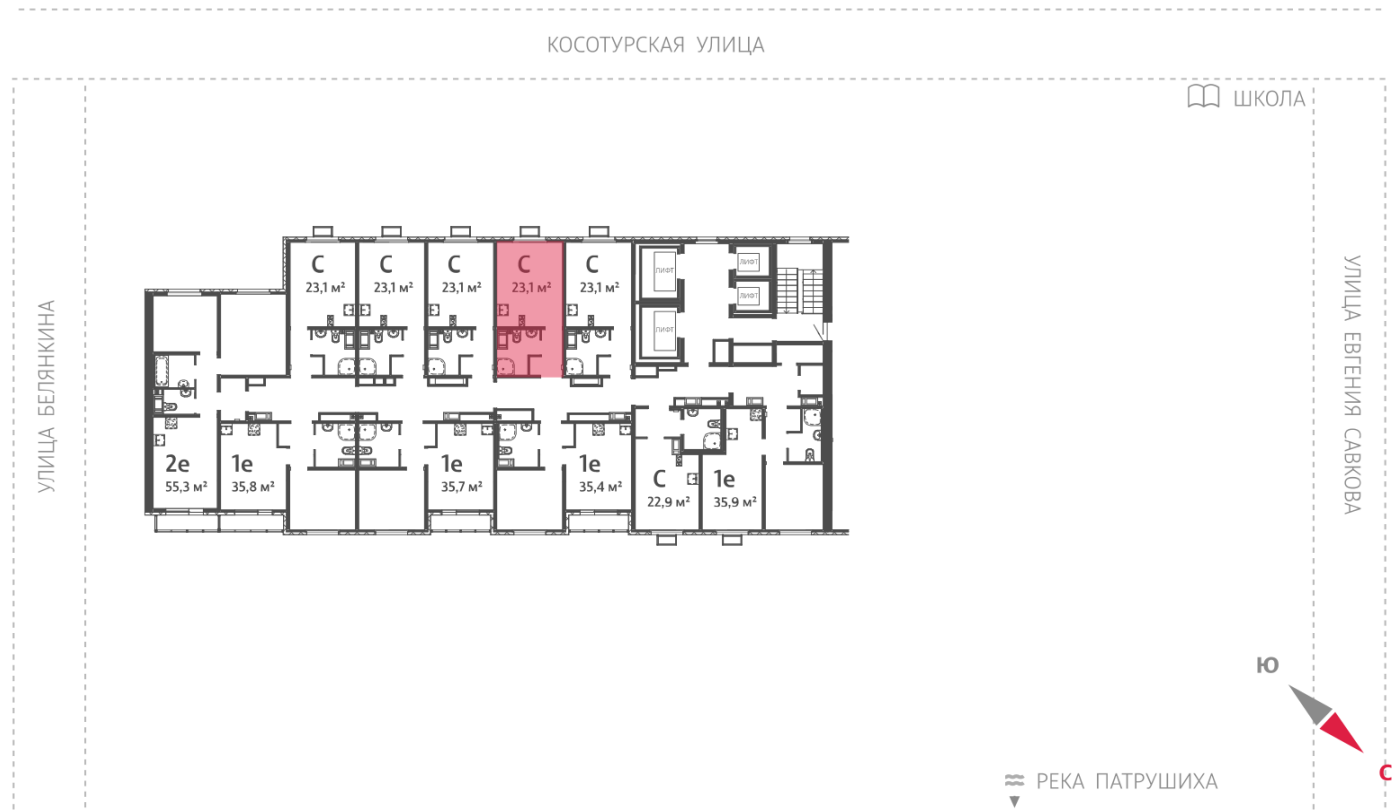 КОСОТУРСКАЯ УЛИЦА
ШКОЛА
УЛИЦА БЕЛЯНКИНА
УЛИЦА ЕВГЕНИЯ САВКОВА
С
23,1 м²
С
23,1 м²
С
23,1 м²
С
23,1 м²
С
23,1 м²
ЛИФТ
ЛИФТ
ЛИФТ
ЛИФТ
2е
55,3 м²
1е
35,8 м²
1е
35,7 м²
1е
35,4 м²
С
22,9 м²
1е
35,9 м²
Ю
С
РЕКА ПАТРУШИХА